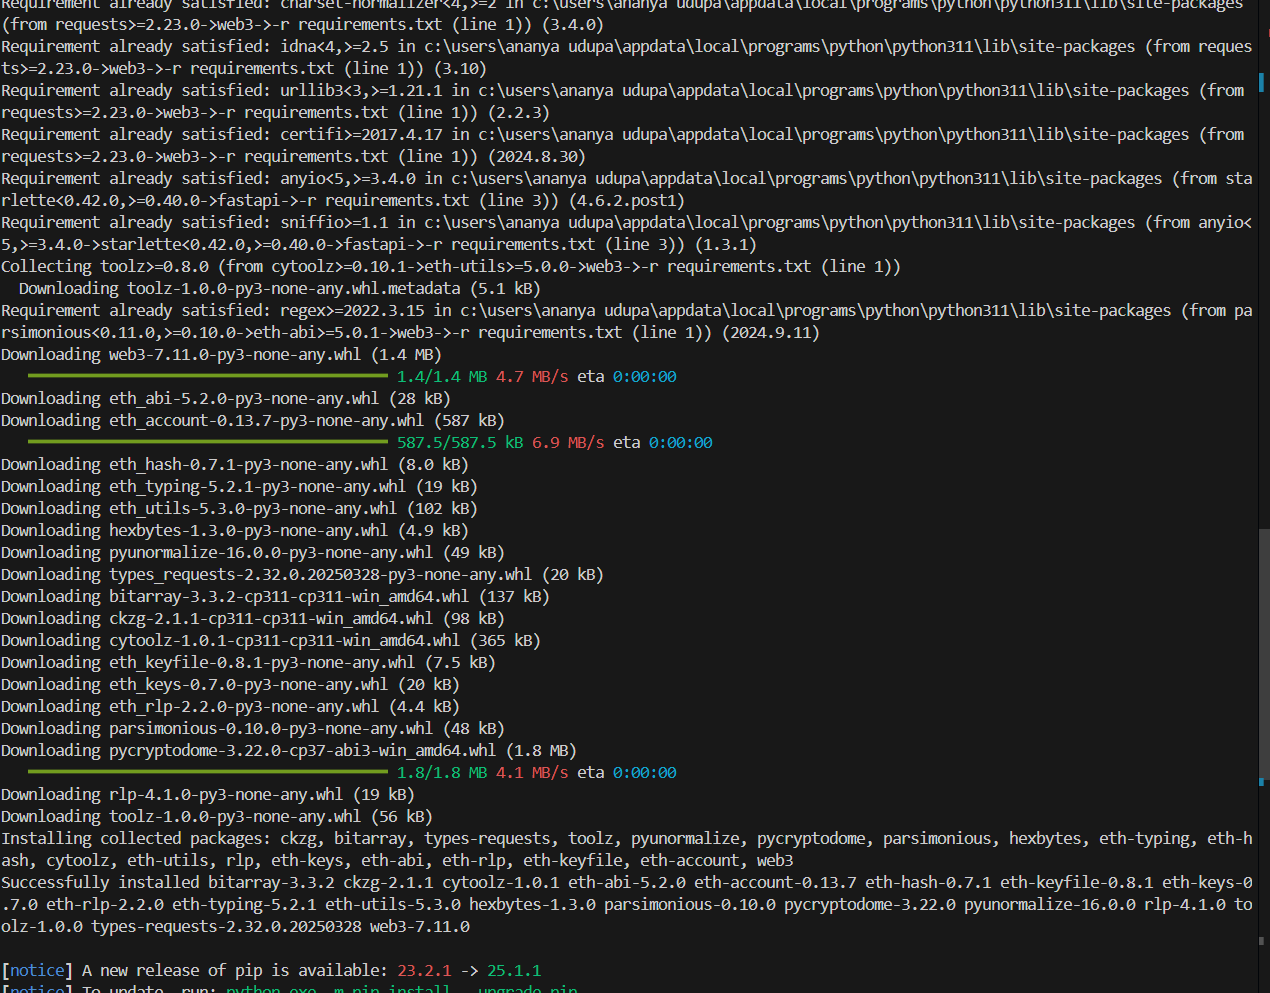 Requirement already satisfied: charset-normalizer<4,>=2 in c:\users\ananya udupa\appdata\local\programs\python\python311\lib\site-packages
(from requests>=2.23.0->web3->-r requirements.txt (line 1)) (3.4.0)
Requirement already satisfied: idna<4,>=2.5 in c:\users\ananya udupa\appdata\local\programs\python\python311\lib\site-packages (from reques
ts>=2.23.0->web3->-r requirements.txt (line 1)) (3.10)
Requirement already satisfied: urllib3<3,>=1.21.1 in c:\users\ananya udupa\appdata\local\programs\python\python311\lib\site-packages (from
requests>=2.23.0->web3->-r requirements.txt (line 1)) (2.2.3)
Requirement already satisfied: certifi>=2017.4.17 in c:\users\ananya udupa\appdata\local\programs\python\python311\lib\site-packages (from
requests>=2.23.0->web3->-r requirements.txt (line 1)) (2024.8.30)
Requirement already satisfied: anyio<5,>=3.4.0 in c:\users\ananya udupa\appdata\local\programs\python\python311\lib\site-packages (from sta
rlette<0.42.0,>=0.40.0->fastapi->-r requirements.txt (line 3)) (4.6.2.post1)
Requirement already satisfied: sniffio>=1.1 in c:\users\ananya udupa\appdata\local\programs\python\python311\lib\site-packages (from anyio<
5,>=3.4.0->starlette<0.42.0,>=0.40.0->fastapi->-r requirements.txt (line 3)) (1.3.1)
Collecting toolz>=0.8.0 (from cytoolz>=0.10.1->eth-utils>=5.0.0->web3->-r requirements.txt (line 1))
  Downloading toolz-1.0.0-py3-none-any.whl.metadata (5.1 kB)
Requirement already satisfied: regex>=2022.3.15 in c:\users\ananya udupa\appdata\local\programs\python\python311\lib\site-packages (from pa
rsimonious<0.11.0,>=0.10.0->eth-abi>=5.0.1->web3->-r requirements.txt (line 1)) (2024.9.11)
Downloading web3-7.11.0-py3-none-any.whl (1.4 MB)
1.4/1.4 MB 4.7 MB/s eta 0:00:00
Downloading eth_abi-5.2.0-py3-none-any.whl (28 kB)
Downloading eth_account-0.13.7-py3-none-any.whl (587 kB)
587.5/587.5 kB 6.9 MB/s eta 0:00:00
Downloading eth_hash-0.7.1-py3-none-any.whl (8.0 kB)
Downloading eth_typing-5.2.1-py3-none-any.whl (19 kB)
Downloading eth_utils-5.3.0-py3-none-any.whl (102 kB)
Downloading hexbytes-1.3.0-py3-none-any.whl (4.9 kB)
Downloading pyunormalize-16.0.0-py3-none-any.whl (49 kB)
Downloading types_requests-2.32.0.20250328-py3-none-any.whl (20 kB)
Downloading bitarray-3.3.2-cp311-cp311-win_amd64.whl (137 kB)
Downloading ckzg-2.1.1-cp311-cp311-win_amd64.whl (98 kB)
Downloading cytoolz-1.0.1-cp311-cp311-win_amd64.whl (365 kB)
Downloading eth_keyfile-0.8.1-py3-none-any.whl (7.5 kB)
Downloading eth_keys-0.7.0-py3-none-any.whl (20 kB)
Downloading eth_rlp-2.2.0-py3-none-any.whl (4.4 kB)
Downloading parsimonious-0.10.0-py3-none-any.whl (48 kB)
Downloading pycryptodome-3.22.0-cp37-abi3-win_amd64.whl (1.8 MB)
1.8/1.8 MB 4.1 MB/s eta 0:00:00
Downloading rlp-4.1.0-py3-none-any.whl (19 kB)
Downloading toolz-1.0.0-py3-none-any.whl (56 kB)
Installing collected packages: ckzg, bitarray, types-requests, toolz, pyunormalize, pycryptodome, parsimonious, hexbytes, eth-typing, eth-h
ash, cytoolz, eth-utils, rlp, eth-keys, eth-abi, eth-rlp, eth-keyfile, eth-account, web3
Successfully installed bitarray-3.3.2 ckzg-2.1.1 cytoolz-1.0.1 eth-abi-5.2.0 eth-account-0.13.7 eth-hash-0.7.1 eth-keyfile-0.8.1 eth-keys-0
.7.0 eth-rlp-2.2.0 eth-typing-5.2.1 eth-utils-5.3.0 hexbytes-1.3.0 parsimonious-0.10.0 pycryptodome-3.22.0 pyunormalize-16.0.0 rlp-4.1.0 to
olz-1.0.0 types-requests-2.32.0.20250328 web3-7.11.0
[notice] A new release of pip is available: 23.2.1 -> 25.1.1
[notice] To update, run: python.exe -m pip install --upgrade pip